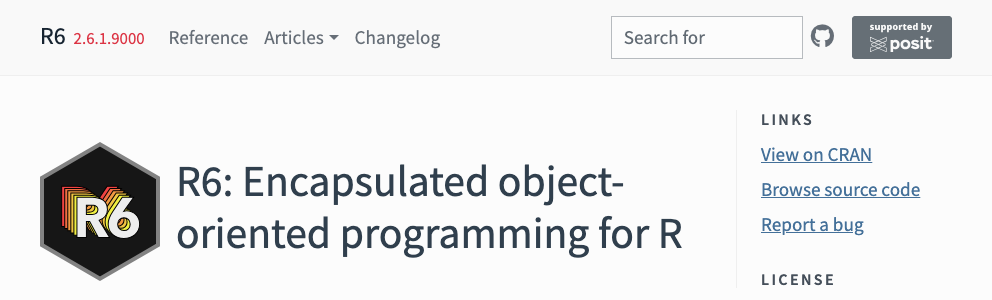 R6 2.6.1.9000 Reference Articles Changelog Search for supported by posit
R6
R6: Encapsulated object-
oriented programming for R
LINKS
View on CRAN
Browse source code
Report a bug
LICENSE